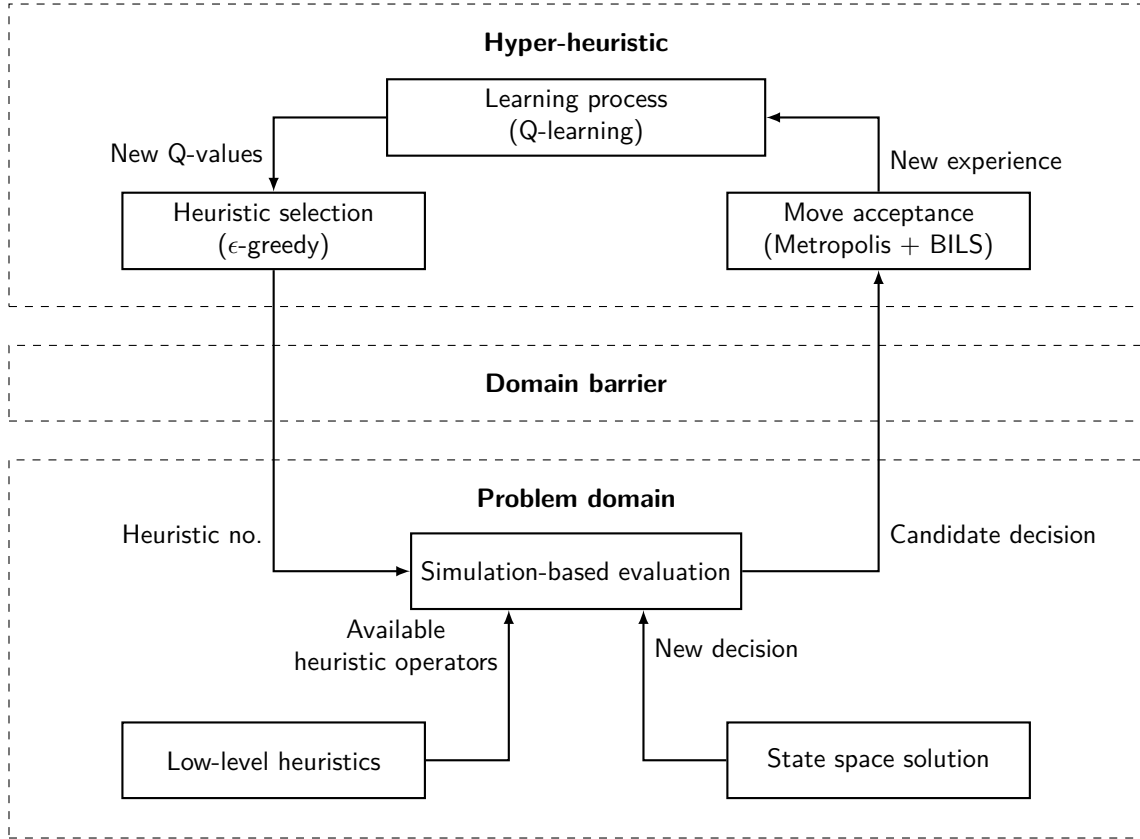 Hyper-heuristic
Learning process
(Q-learning)
New Q-values
New experience
Heuristic selection
(ϵ-greedy)
Move acceptance
(Metropolis + BILS)
Domain barrier
Problem domain
Heuristic no.
Candidate decision
Simulation-based evaluation
Available
heuristic operators
New decision
Low-level heuristics
State space solution